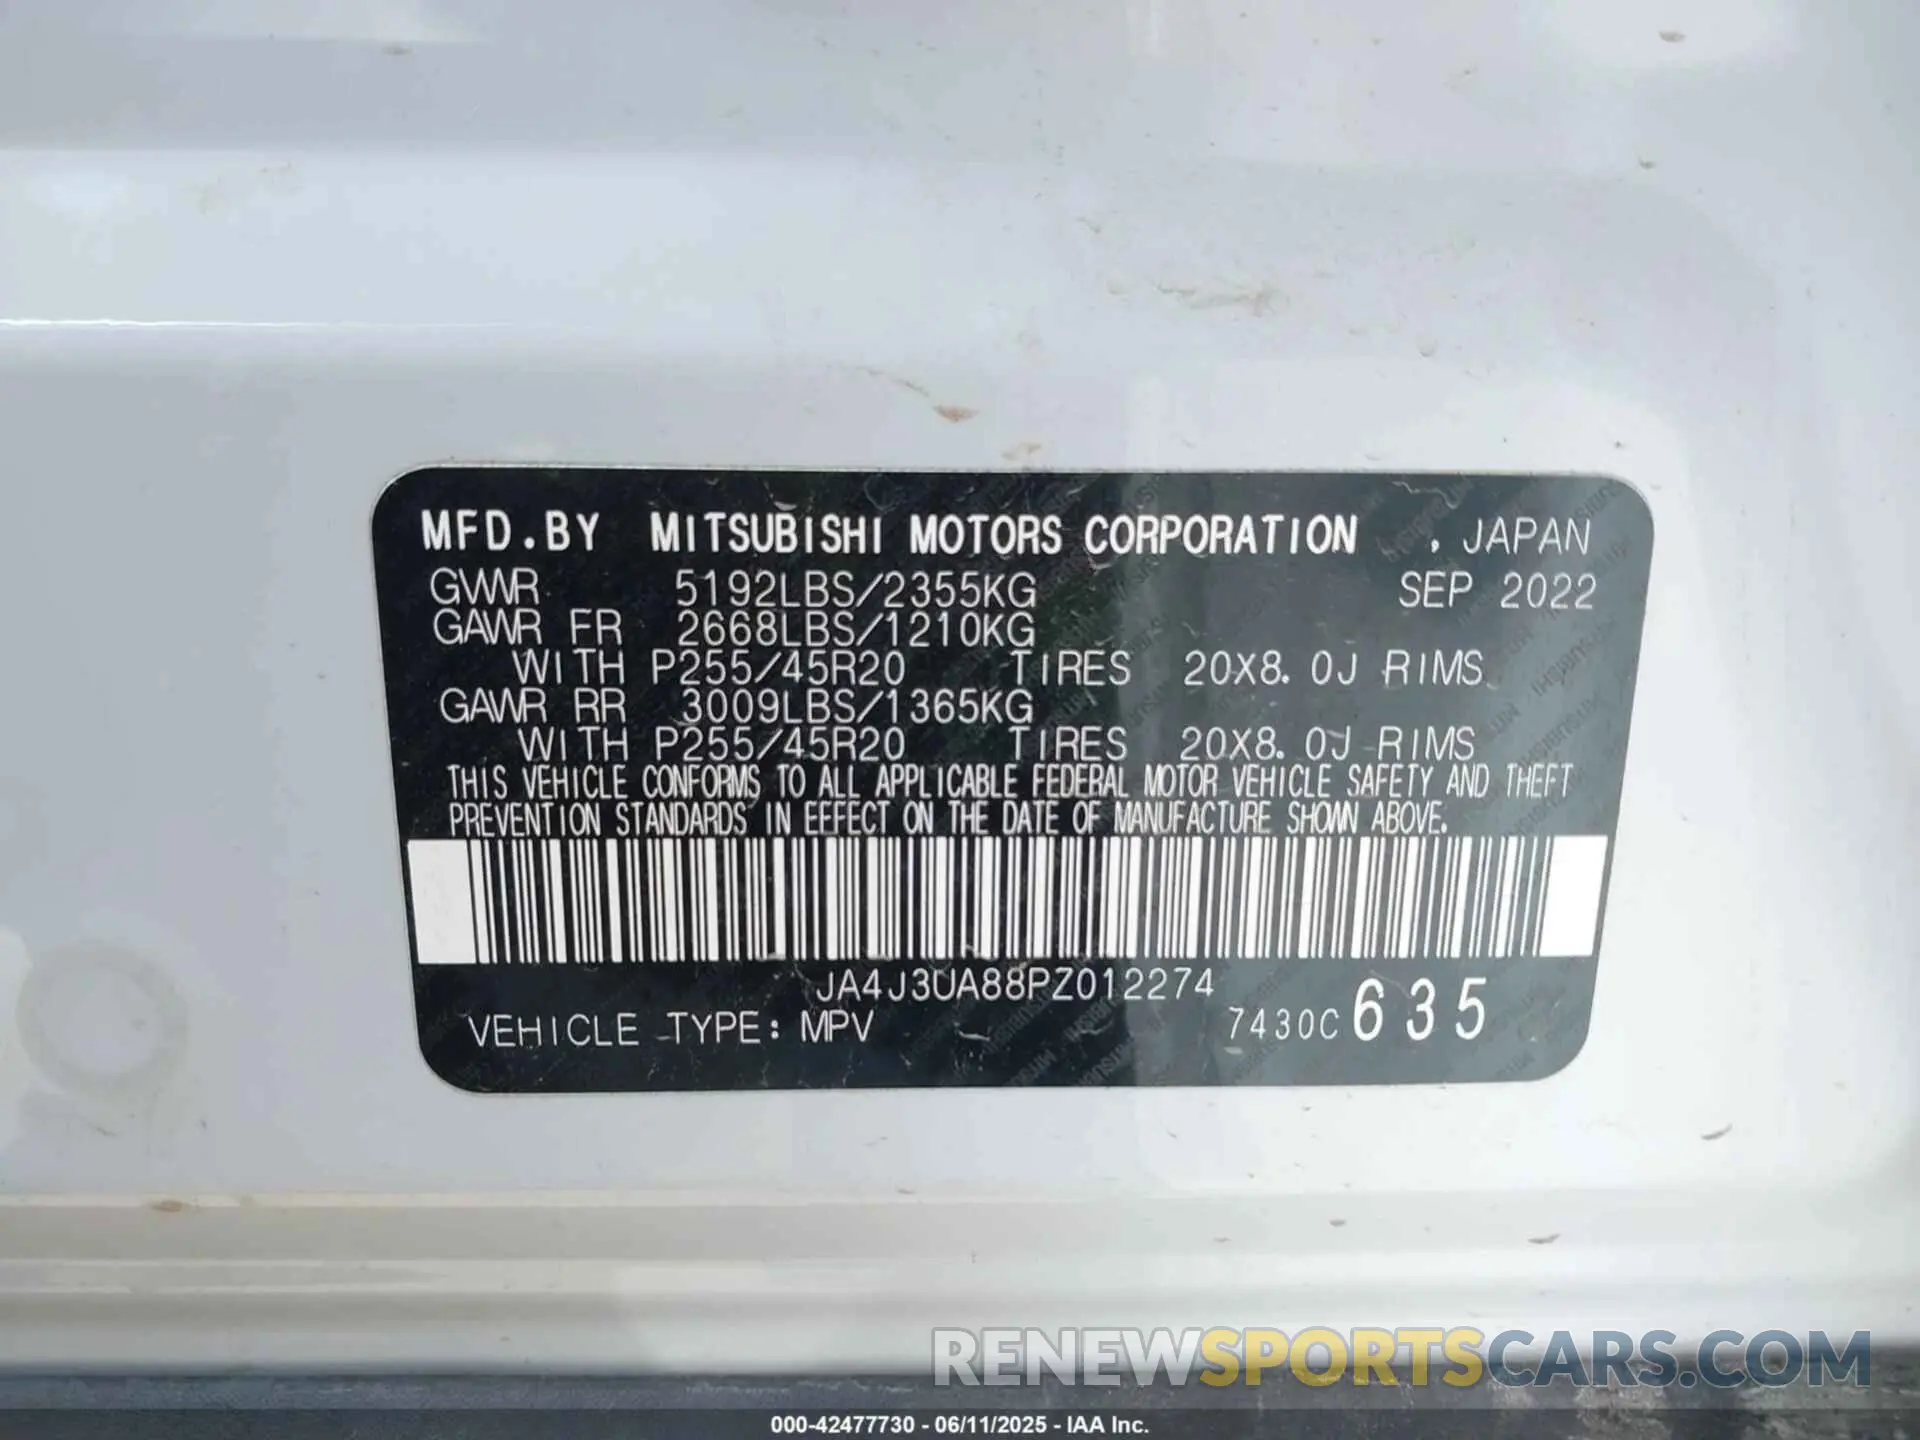 MFD.BY MITSUBISHI MOTORS CORPORATION , JAPAN
GVWR 5192LBS/2355KG SEP 2022
GAWR FR 2668LBS/1210KG
WITH P255/45R20 TIRES 20X8.0J RIMS
GAWR RR 3009LBS/1365KG
WITH P255/45R20 TIRES 20X8.0J RIMS
THIS VEHICLE CONFORMS TO ALL APPLICABLE FEDERAL MOTOR VEHICLE SAFETY AND THEFT
PREVENTION STANDARDS IN EFFECT ON THE DATE OF MANUFACTURE SHOWN ABOVE.
JA4J3UA88PZ012274
VEHICLE TYPE: MPV 7430C 635
RENEWSPORTSCARS.COM
000-42477730 - 06/11/2025 - IAA Inc.